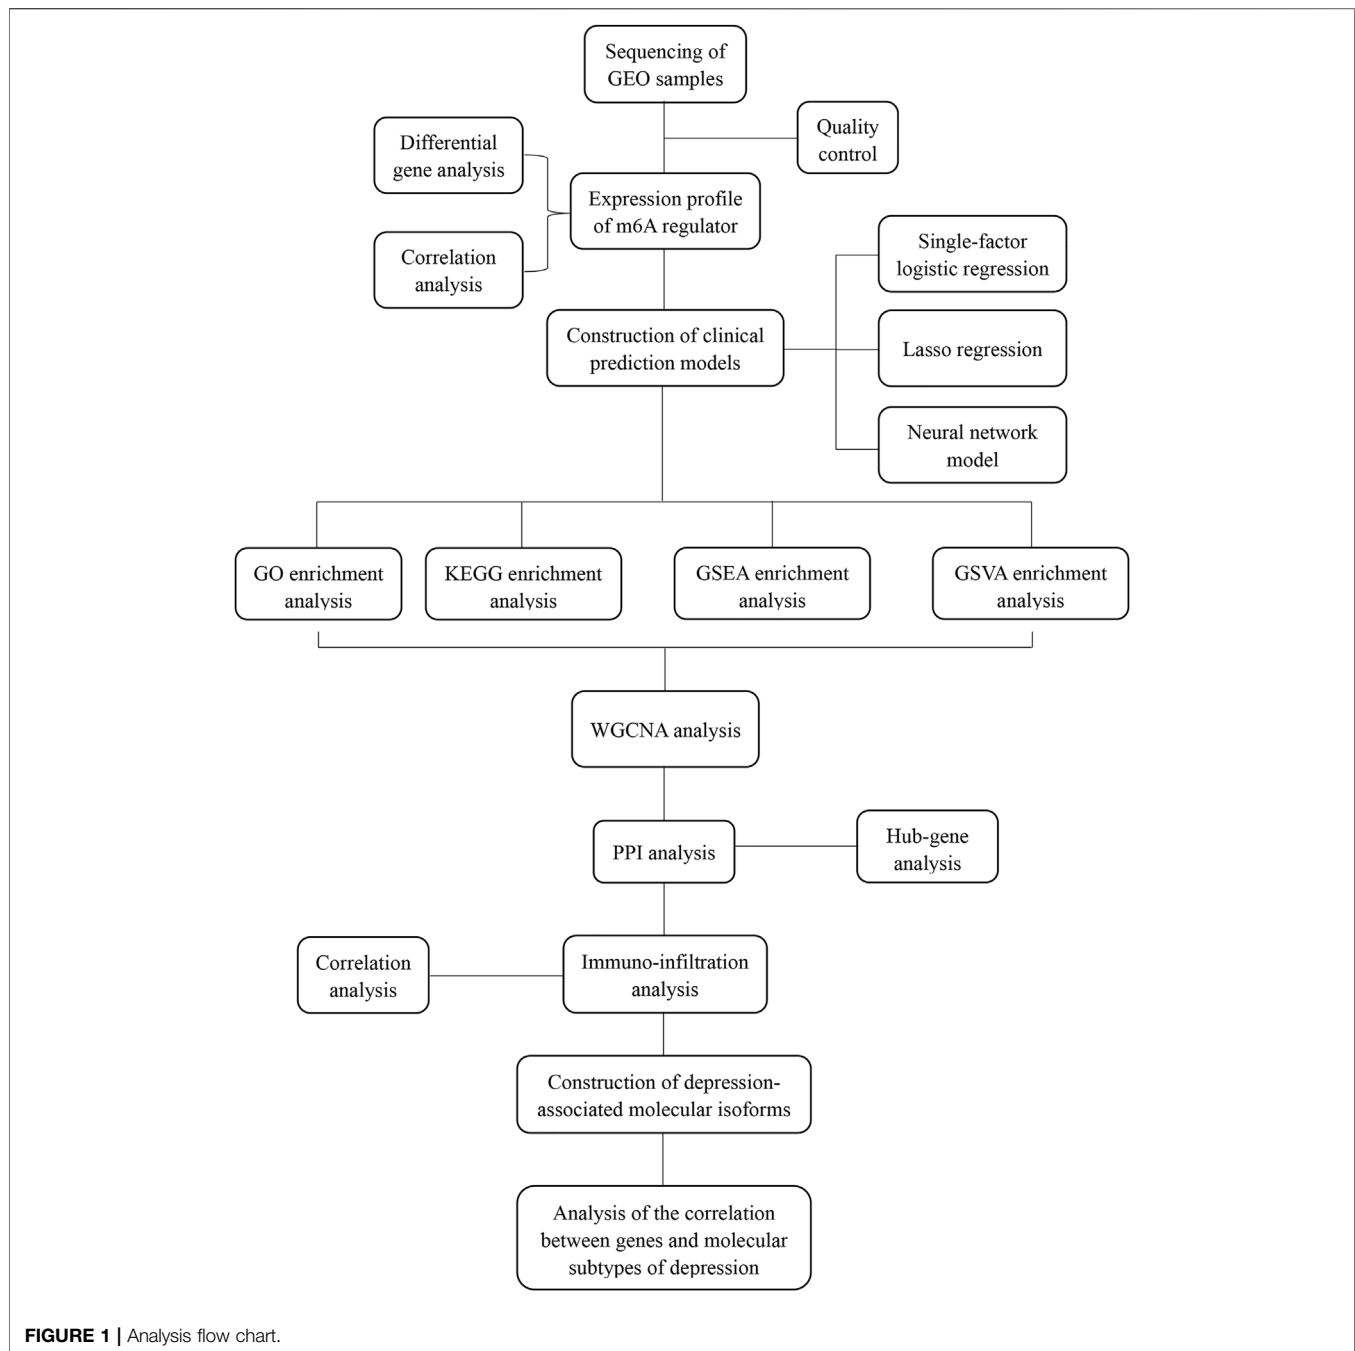 Sequencing of
GEO samples
Quality
control
Differential
gene analysis
Expression profile
of m6A regulator
Correlation
analysis
Single-factor
logistic regression
Construction of clinical
prediction models
Lasso regression
Neural network
model
GO enrichment
analysis
KEGG enrichment
analysis
GSEA enrichment
analysis
GSVA enrichment
analysis
WGCNA analysis
PPI analysis
Hub-gene
analysis
Correlation
analysis
Immuno-infiltration
analysis
Construction of depression-
associated molecular isoforms
Analysis of the correlation
between genes and molecular
subtypes of depression
FIGURE 1 | Analysis flow chart.